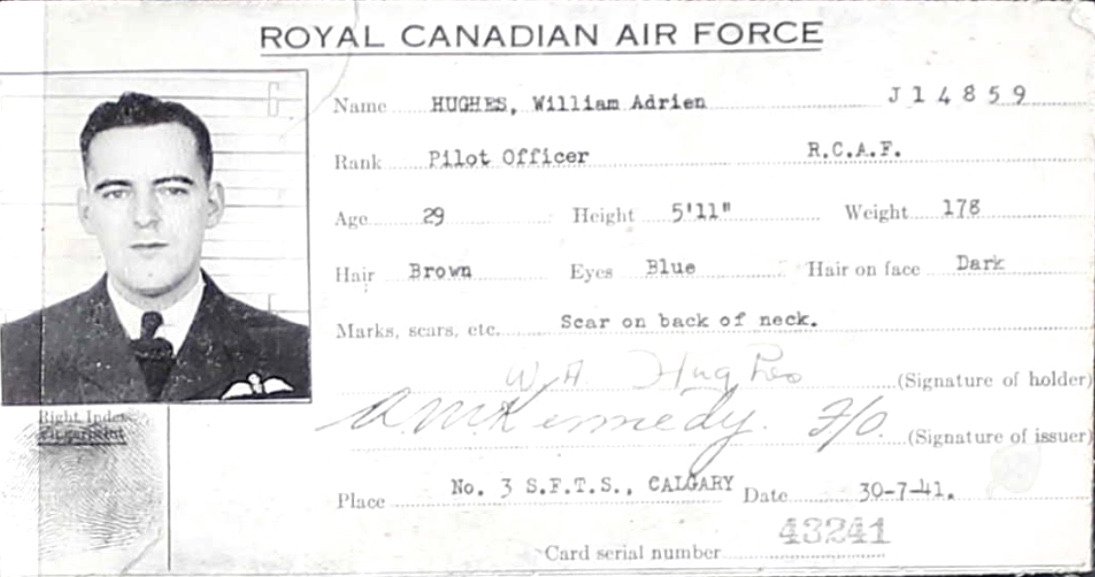 ROYAL CANADIAN AIR FORCE
Name HUGHES, William Adrien J14859
Rank Pilot Officer R.C.A.F.
Age 29 Height 5'11" Weight 178
Hair Brown Eyes Blue Hair on face Dark
Marks, scars, etc. Scar on back of neck.
W A Hughes (Signature of holder)
A.M. Kennedy. F/O. (Signature of issuer)
Right Index
Fingerprint
Place No. 3 S.F.T.S., CALGARY Date 30-7-41.
Card serial number 43241